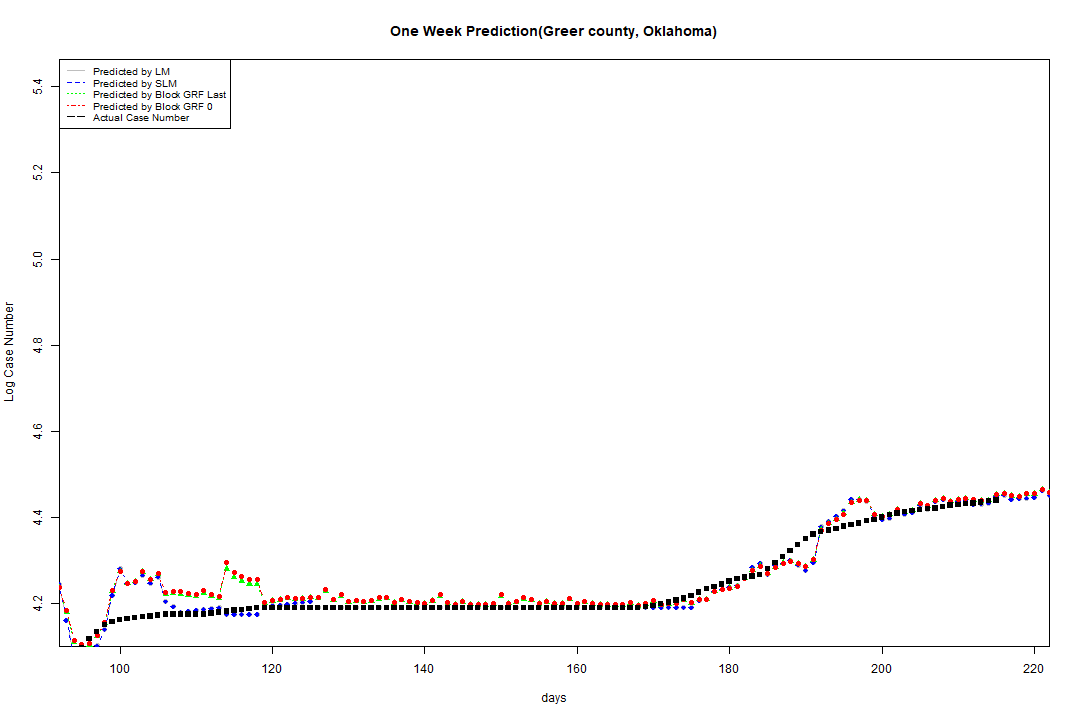 One Week Prediction(Greer county, Oklahoma)
Predicted by LM
Predicted by SLM
Predicted by Block GRF Last
Predicted by Block GRF 0
Actual Case Number
5.4
5.2
5.0
4.8
4.6
4.4
4.2
Log Case Number
100 120 140 160 180 200 220
days